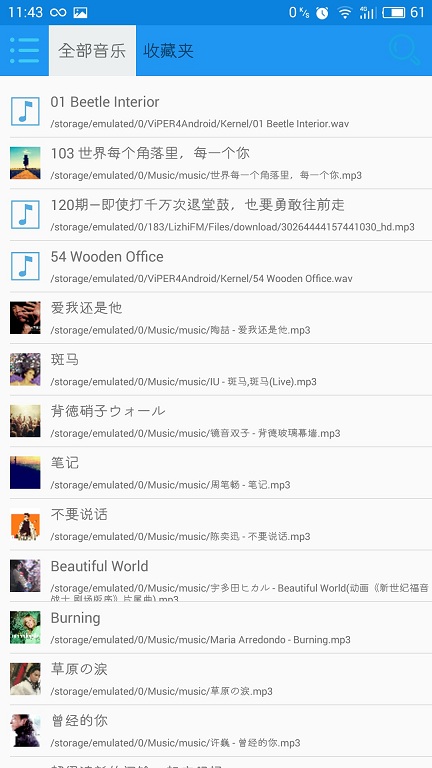 11:43
0 K/s
4G
61
全部音乐 收藏夹
01 Beetle Interior
/storage/emulated/0/ViPER4Android/Kernel/01 Beetle Interior.wav
103 世界每个角落里，每一个你
/storage/emulated/0/Music/music/世界每一个角落里，每一个你.mp3
120期—即使打千万次退堂鼓，也要勇敢往前走
/storage/emulated/0/183/LizhiFM/Files/download/30264444157441030_hd.mp3
54 Wooden Office
/storage/emulated/0/ViPER4Android/Kernel/54 Wooden Office.wav
爱我还是他
/storage/emulated/0/Music/music/陶喆 - 爱我还是他.mp3
斑马
/storage/emulated/0/Music/music/IU - 斑马,斑马(Live).mp3
背徳硝子ウォール
/storage/emulated/0/Music/music/镜音双子 - 背德玻璃幕墙.mp3
笔记
/storage/emulated/0/Music/music/周笔畅 - 笔记.mp3
不要说话
/storage/emulated/0/Music/music/陈奕迅 - 不要说话.mp3
Beautiful World
/storage/emulated/0/Music/music/宇多田ヒカル - Beautiful World(动画《新世纪福音
战士 剧场版序》片尾曲).mp3
Burning
/storage/emulated/0/Music/music/Maria Arredondo - Burning.mp3
草原の涙
/storage/emulated/0/Music/music/草原の涙.mp3
曾经的你
/storage/emulated/0/Music/music/许巍 - 曾经的你.mp3